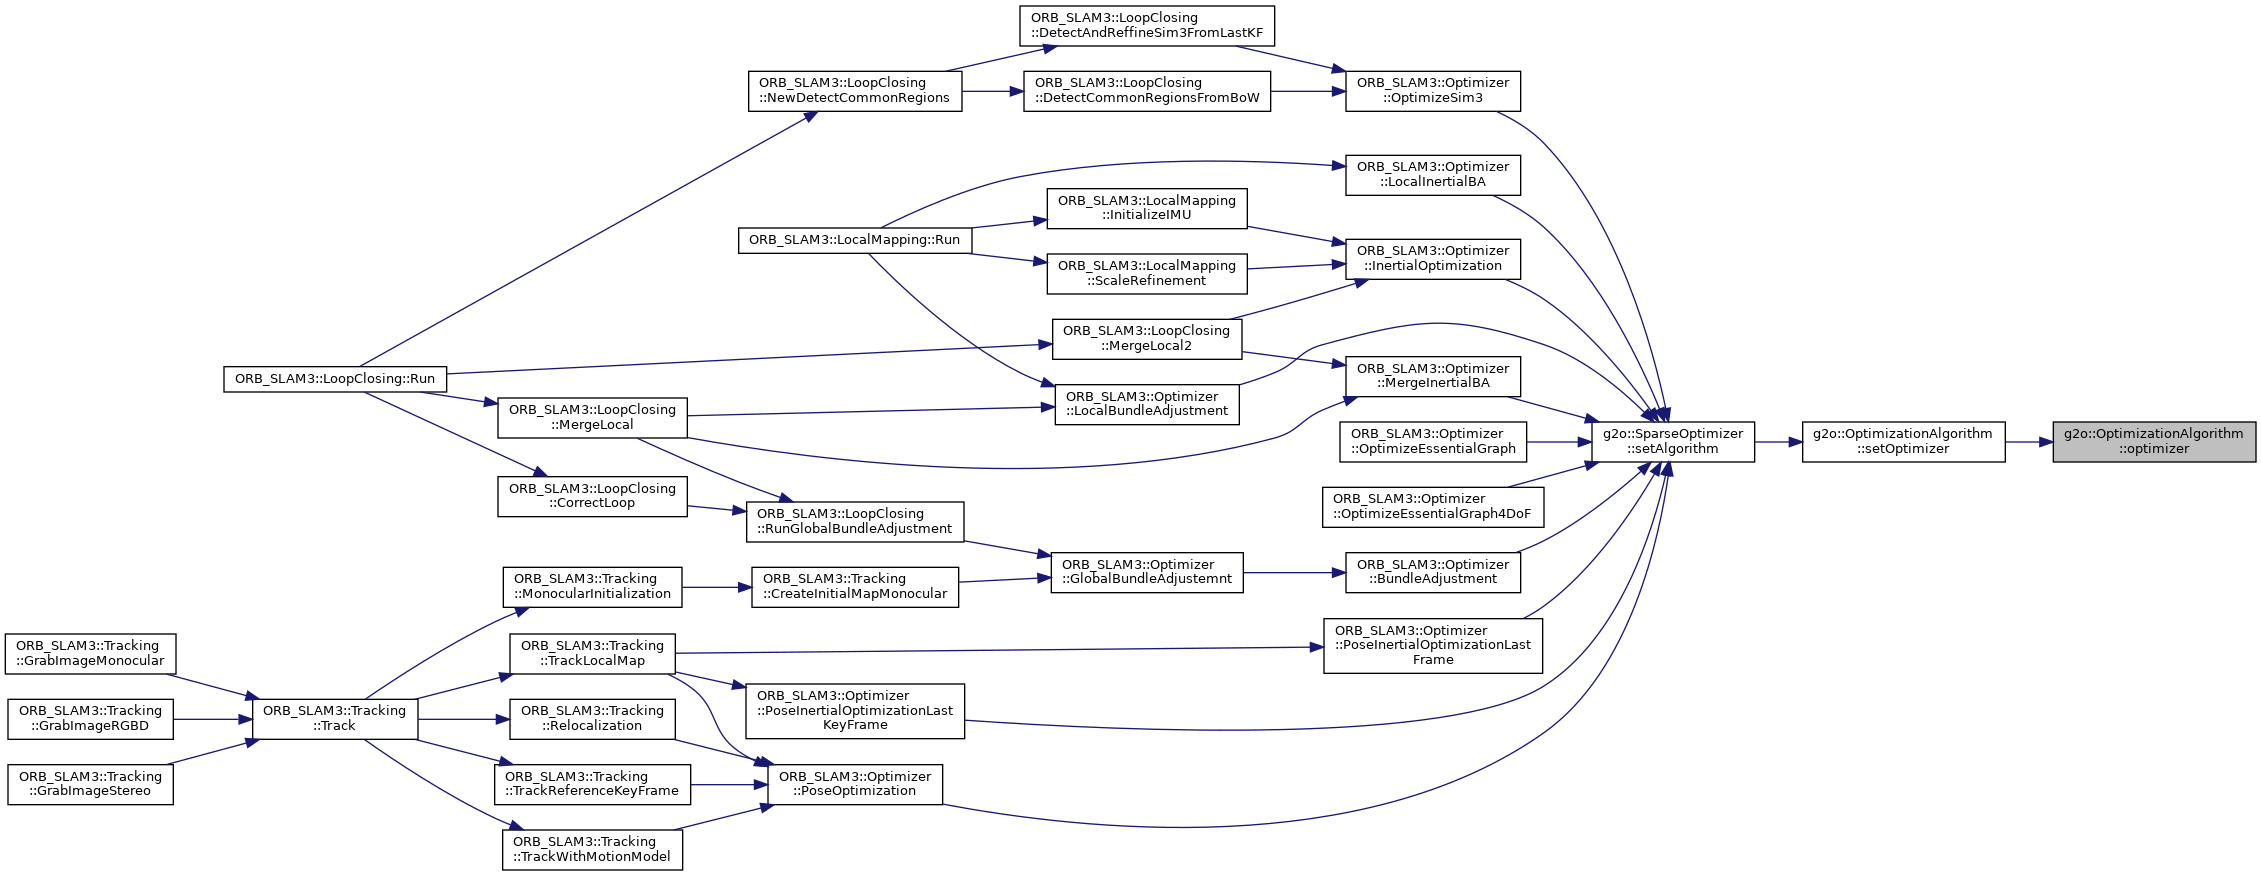 ORB_SLAM3::LoopClosing
::DetectAndReffineSim3FromLastKF
ORB_SLAM3::LoopClosing
::NewDetectCommonRegions
ORB_SLAM3::LoopClosing
::DetectCommonRegionsFromBoW
ORB_SLAM3::Optimizer
::OptimizeSim3
ORB_SLAM3::Optimizer
::LocalInertialBA
ORB_SLAM3::LocalMapping
::InitializeIMU
ORB_SLAM3::LocalMapping::Run
ORB_SLAM3::Optimizer
::InertialOptimization
ORB_SLAM3::LocalMapping
::ScaleRefinement
ORB_SLAM3::LoopClosing
::MergeLocal2
ORB_SLAM3::LoopClosing::Run
ORB_SLAM3::Optimizer
::MergeInertialBA
ORB_SLAM3::Optimizer
::LocalBundleAdjustment
ORB_SLAM3::LoopClosing
::MergeLocal
ORB_SLAM3::Optimizer
::OptimizeEssentialGraph
g2o::SparseOptimizer
::setAlgorithm
g2o::OptimizationAlgorithm
::setOptimizer
g2o::OptimizationAlgorithm
::optimizer
ORB_SLAM3::LoopClosing
::CorrectLoop
ORB_SLAM3::Optimizer
::OptimizeEssentialGraph4DoF
ORB_SLAM3::LoopClosing
::RunGlobalBundleAdjustment
ORB_SLAM3::Optimizer
::GlobalBundleAdjustemnt
ORB_SLAM3::Optimizer
::BundleAdjustment
ORB_SLAM3::Tracking
::MonocularInitialization
ORB_SLAM3::Tracking
::CreateInitialMapMonocular
ORB_SLAM3::Optimizer
::PoseInertialOptimizationLast
Frame
ORB_SLAM3::Tracking
::GrabImageMonocular
ORB_SLAM3::Tracking
::TrackLocalMap
ORB_SLAM3::Optimizer
::PoseInertialOptimizationLast
KeyFrame
ORB_SLAM3::Tracking
::GrabImageRGBD
ORB_SLAM3::Tracking
::Track
ORB_SLAM3::Tracking
::Relocalization
ORB_SLAM3::Tracking
::GrabImageStereo
ORB_SLAM3::Tracking
::TrackReferenceKeyFrame
ORB_SLAM3::Optimizer
::PoseOptimization
ORB_SLAM3::Tracking
::TrackWithMotionModel